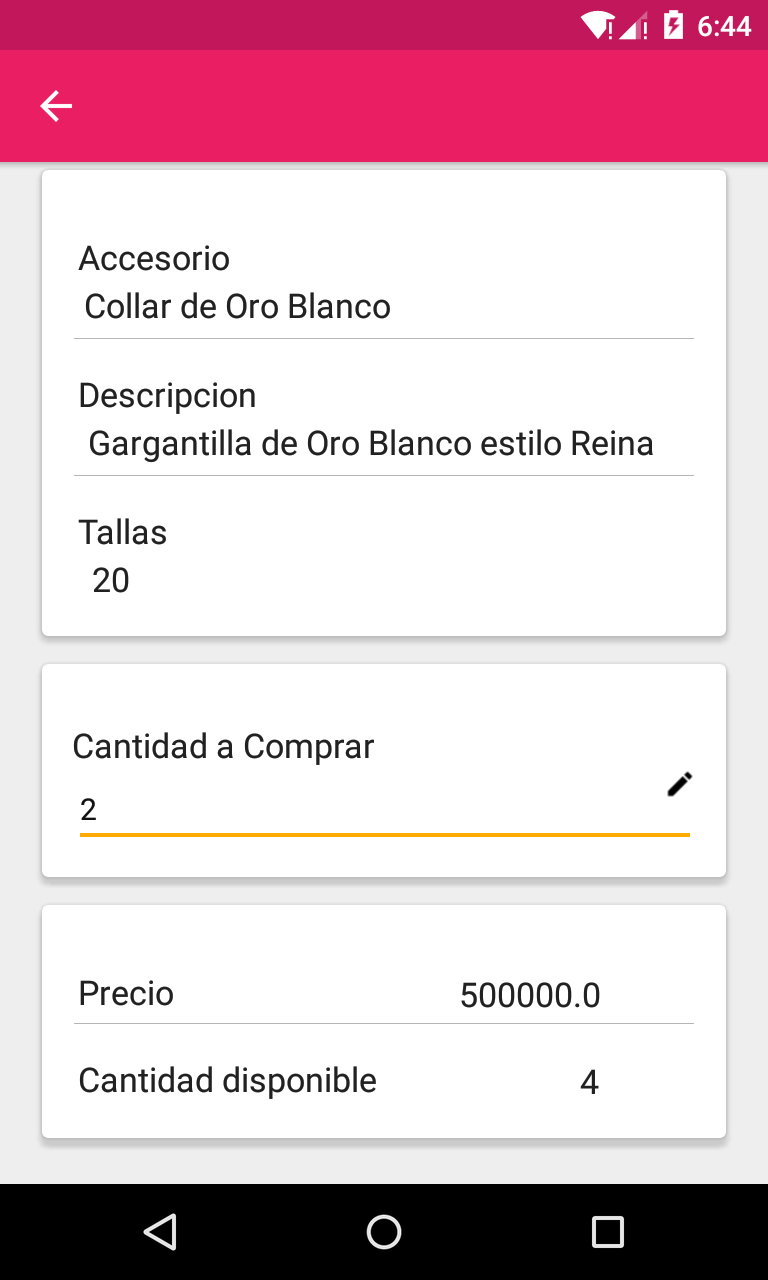 6:44
Accesorio
Collar de Oro Blanco
Descripcion
Gargantilla de Oro Blanco estilo Reina
Tallas
20
Cantidad a Comprar
2
Precio 500000.0
Cantidad disponible 4